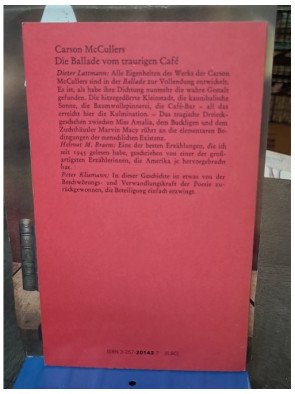 Carson McCullers
Die Ballade vom traurigen Café
Dieter Lattmann: Alle Eigenheiten des Werks der Carson
McCullers sind in der Ballade zur Vollendung entwickelt.
Es ist, als habe ihre Dichtung nunmehr die wahre Gestalt
gefunden. Die hitzegedörrte Kleinstadt, die kannibalische
Sonne, die Baumwollspinnerei, die Café-Bar – all das
erreicht hier die Kulmination. – Das tragische Dreiecks-
geschehen zwischen Miss Amalia, dem Buckligen und dem
Zuchthäusler Marvin Macy rührt an die elementaren Be-
dingungen der menschlichen Existenz.
Helmut M. Braem: Eine der besten Erzählungen, die ich
seit 1945 gelesen habe, geschrieben von einer der groß-
artigsten Erzählerinnen, die Amerika je hervorgebracht
hat.
Peter Kliemann: In dieser Geschichte ist etwas von der
Beschwörungs- und Verwandlungskraft der Poesie zu-
rückgewonnen, die Beteiligung einfach erzwingt.
ISBN 3-257-20142-7